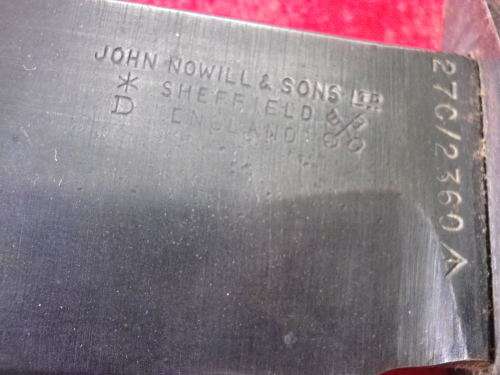 JOHN NOWILL & SONS LTD
* SHEFFIELD
D ENGLAND
27C/2360 A